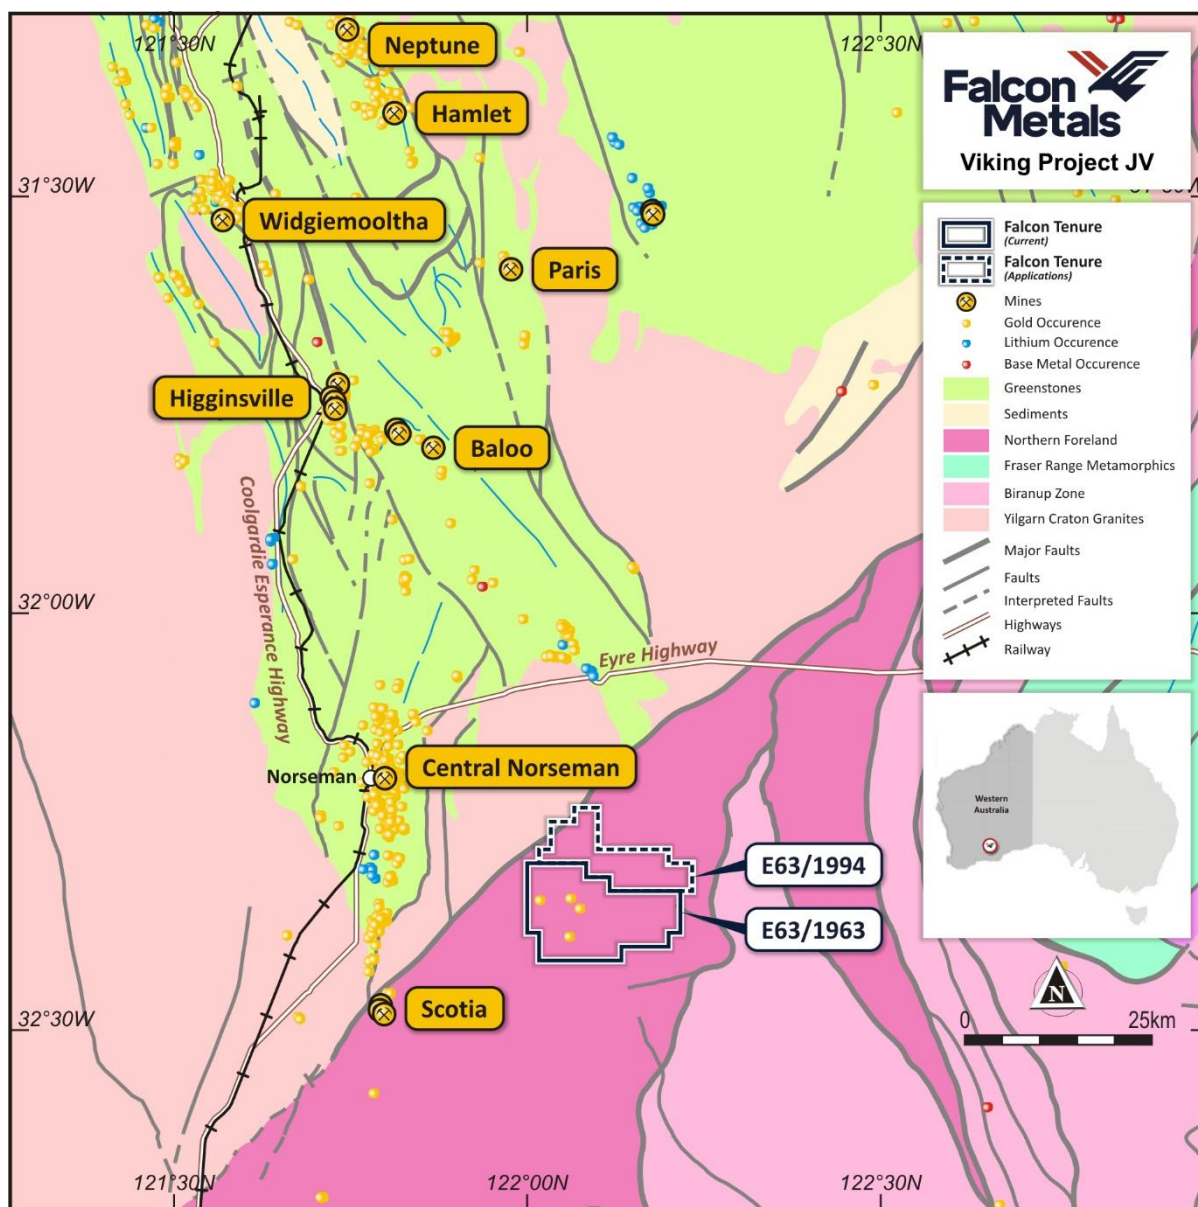 121°30N
122°30N
Neptune
Hamlet
31°30W
Widgiemooltha
Paris
Higginsville
Baloo
Coolgardie Esperance Highway
32°00W
Eyre Highway
Norseman
Central Norseman
E63/1994
E63/1963
32°30W
Scotia
121°30N
122°00N
122°30N
Falcon
Metals
Viking Project JV
Falcon Tenure
(Current)
Falcon Tenure
(Applications)
Mines
Gold Occurence
Lithium Occurence
Base Metal Occurence
Greenstones
Sediments
Northern Foreland
Fraser Range Metamorphics
Biranup Zone
Yilgarn Craton Granites
Major Faults
Faults
Interpreted Faults
Highways
Railway
Western
Australia
N
0
25km